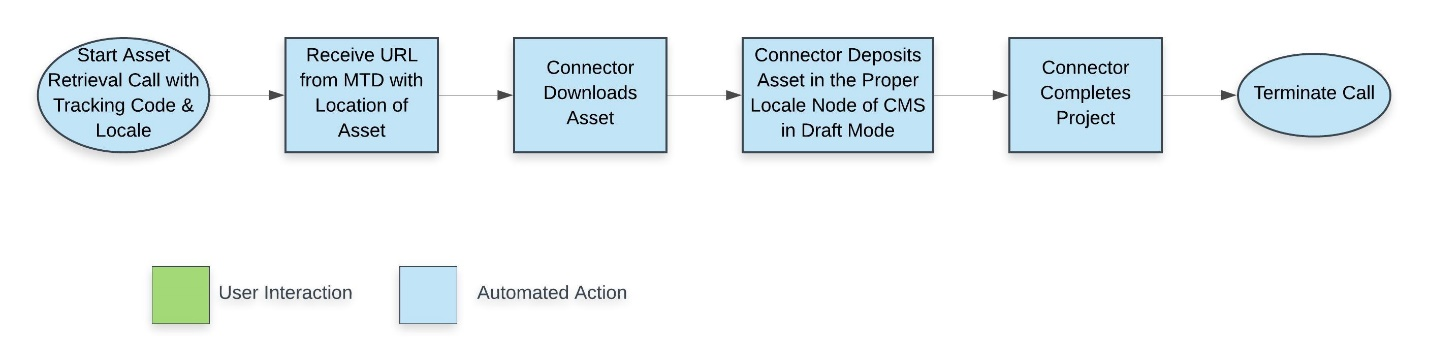 Start Asset
Retrieval Call with
Tracking Code &
Locale
Receive URL
from MTD with
Location of
Asset
Connector
Downloads
Asset
Connector Deposits
Asset in the Proper
Locale Node of CMS
in Draft Mode
Connector
Completes
Project
Terminate Call
User Interaction
Automated Action